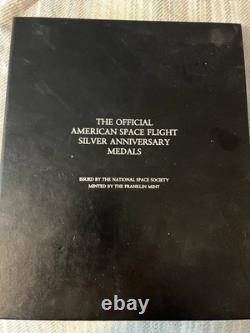 THE OFFICIAL
AMERICAN SPACE FLIGHT
SILVER ANNIVERSARY
MEDALS
ISSUED BY THE NATIONAL SPACE SOCIETY
MINTED BY THE FRANKLIN MINT